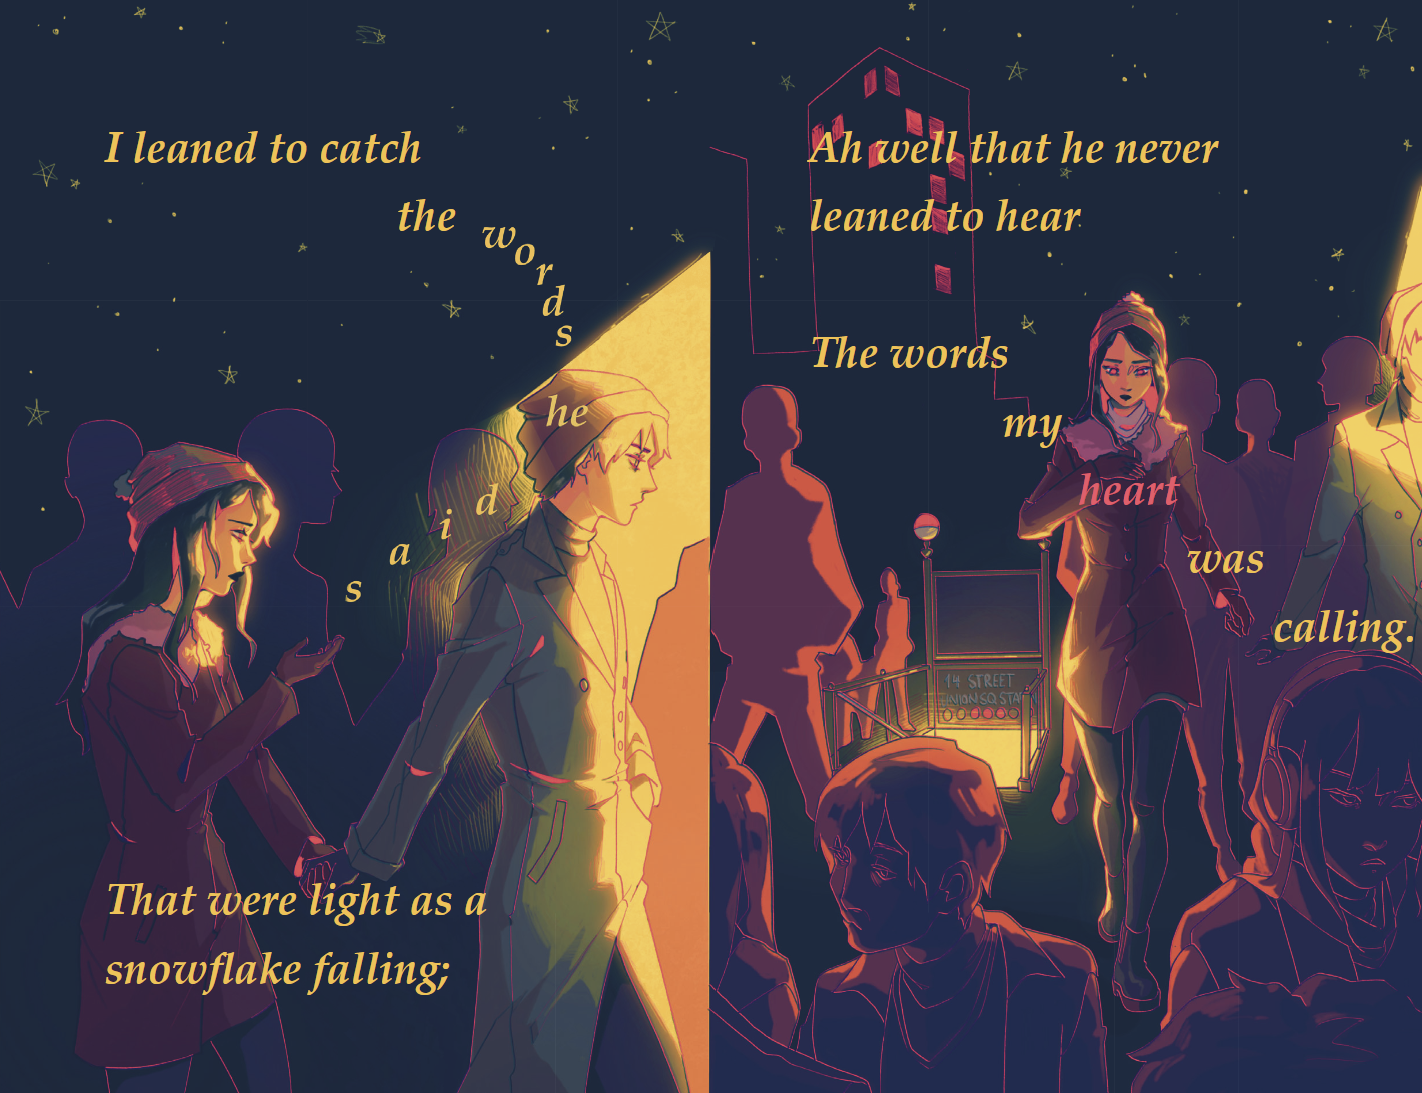 I leaned to catch
the words
he
said
That were light as a
snowflake falling;
Ah well that he never
leaned to hear
The words
my
heart
was
calling.
14 STREET
UNION SQ STA